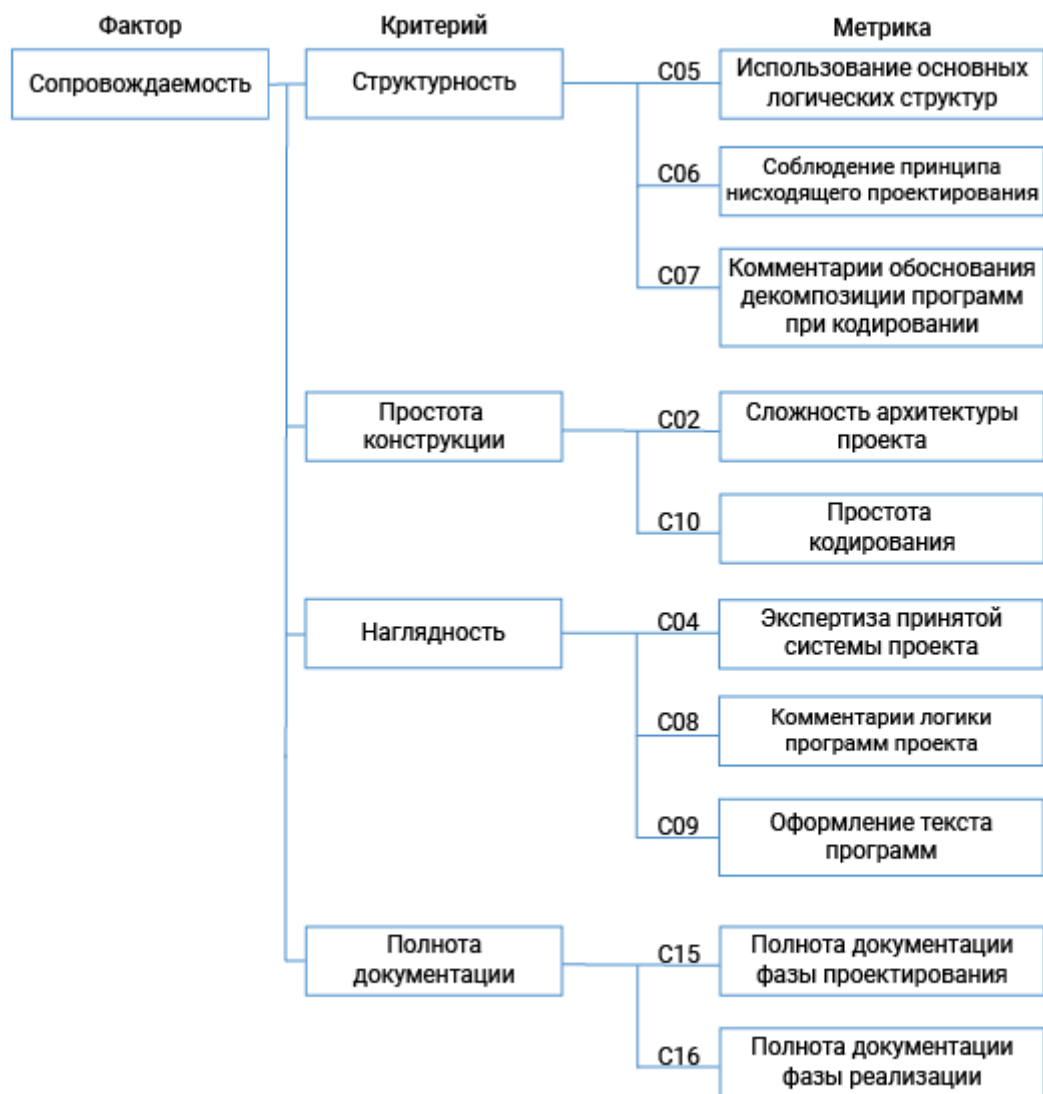 Фактор
Критерий
Метрика
Сопровождаемость
Структурность
С05
Использование основных
логических структур
С06
Соблюдение принципа
нисходящего проектирования
С07
Комментарии обоснования
декомпозиции программ
при кодировании
Простота
конструкции
С02
Сложность архитектуры
проекта
С10
Простота
кодирования
Наглядность
С04
Экспертиза принятой
системы проекта
С08
Комментарии логики
программ проекта
С09
Оформление текста
программ
Полнота
документации
С15
Полнота документации
фазы проектирования
С16
Полнота документации
фазы реализации